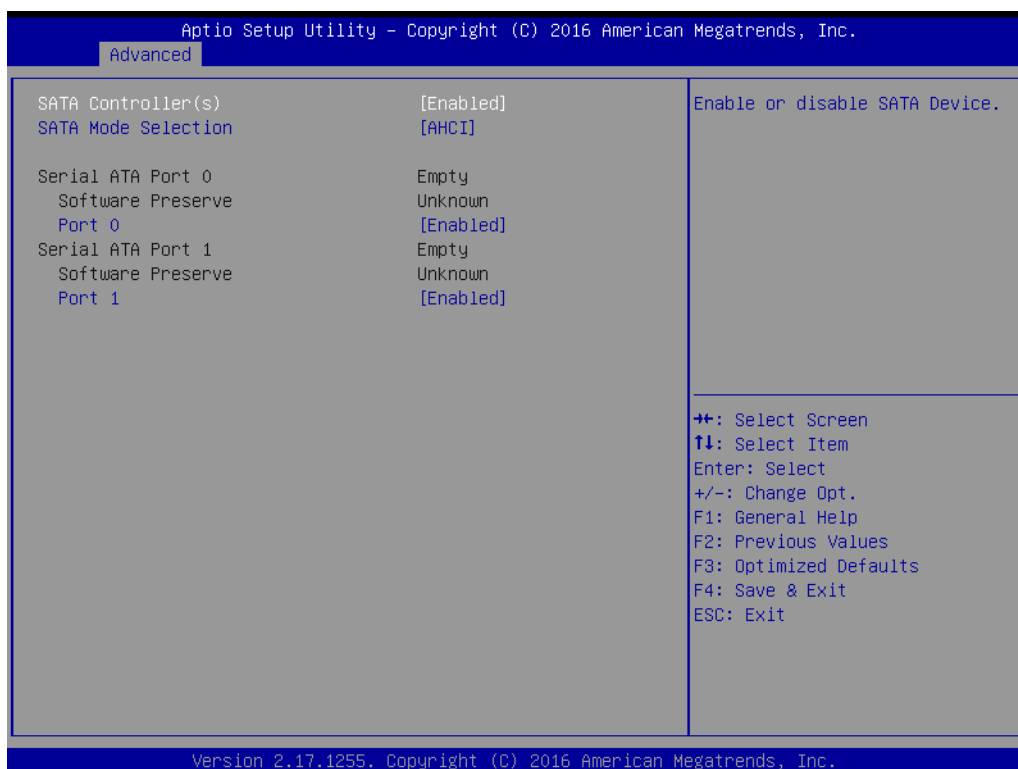 Aptio Setup Utility – Copyright (C) 2016 American Megatrends, Inc.
Advanced
SATA Controller(s) [Enabled]
SATA Mode Selection [AHCI]
Serial ATA Port 0 Empty
Software Preserve Unknown
Port 0 [Enabled]
Serial ATA Port 1 Empty
Software Preserve Unknown
Port 1 [Enabled]
Enable or disable SATA Device.
→←: Select Screen
↑↓: Select Item
Enter: Select
+/-: Change Opt.
F1: General Help
F2: Previous Values
F3: Optimized Defaults
F4: Save & Exit
ESC: Exit
Version 2.17.1255. Copyright (C) 2016 American Megatrends, Inc.